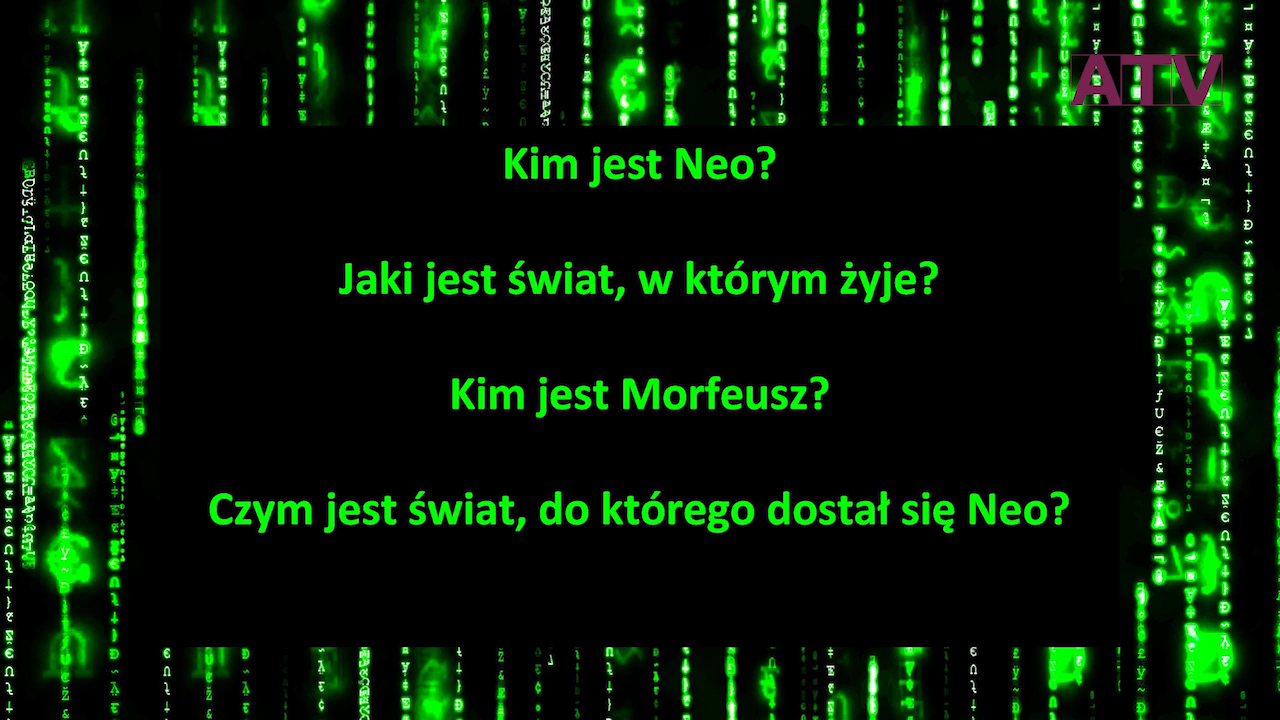 ATV
Kim jest Neo?
Jaki jest świat, w którym żyje?
Kim jest Morfeusz?
Czym jest świat, do którego dostał się Neo?